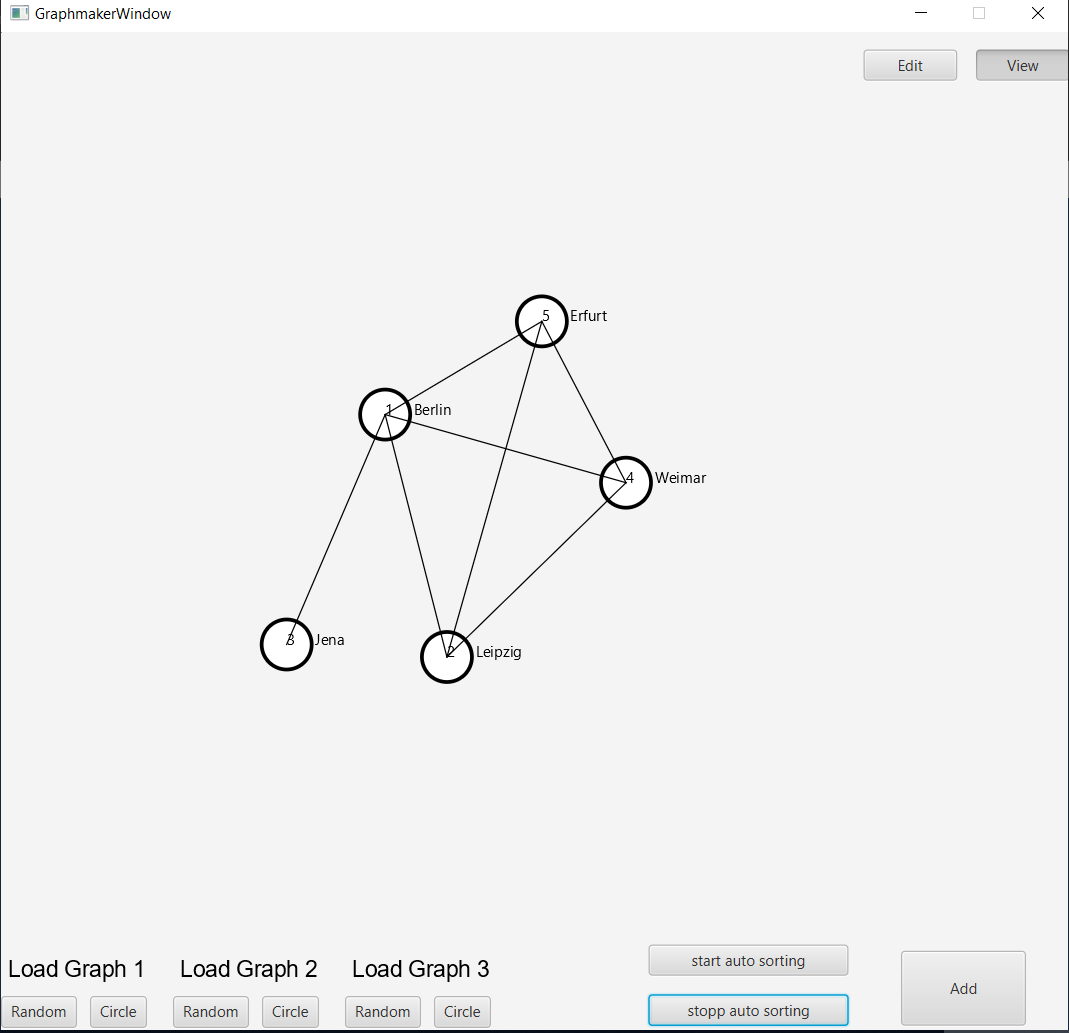 GraphmakerWindow
Edit
View
5 Erfurt
1 Berlin
4 Weimar
3 Jena
2 Leipzig
Load Graph 1
Load Graph 2
Load Graph 3
start auto sorting
Add
Random
Circle
Random
Circle
Random
Circle
stopp auto sorting